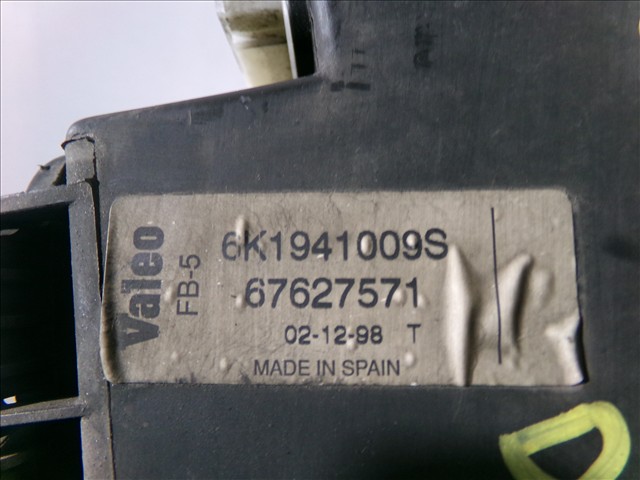 Valeo
FB-5
6K1941009S
67627571
02-12-98 T
MADE IN SPAIN
D